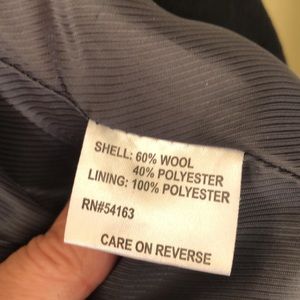 SHELL: 60% WOOL
40% POLYESTER
LINING: 100% POLYESTER
RN#54163
CARE ON REVERSE